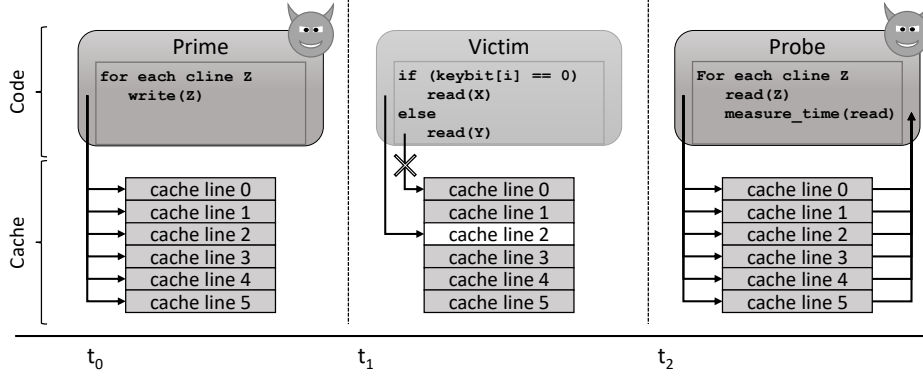 Code
Prime
for each cline Z
write(Z)
Victim
if (keybit[i] == 0)
read(X)
else
read(Y)
Probe
For each cline Z
read(Z)
measure_time(read)
Cache
cache line 0
cache line 1
cache line 2
cache line 3
cache line 4
cache line 5
cache line 0
cache line 1
cache line 2
cache line 3
cache line 4
cache line 5
cache line 0
cache line 1
cache line 2
cache line 3
cache line 4
cache line 5
t0
t1
t2